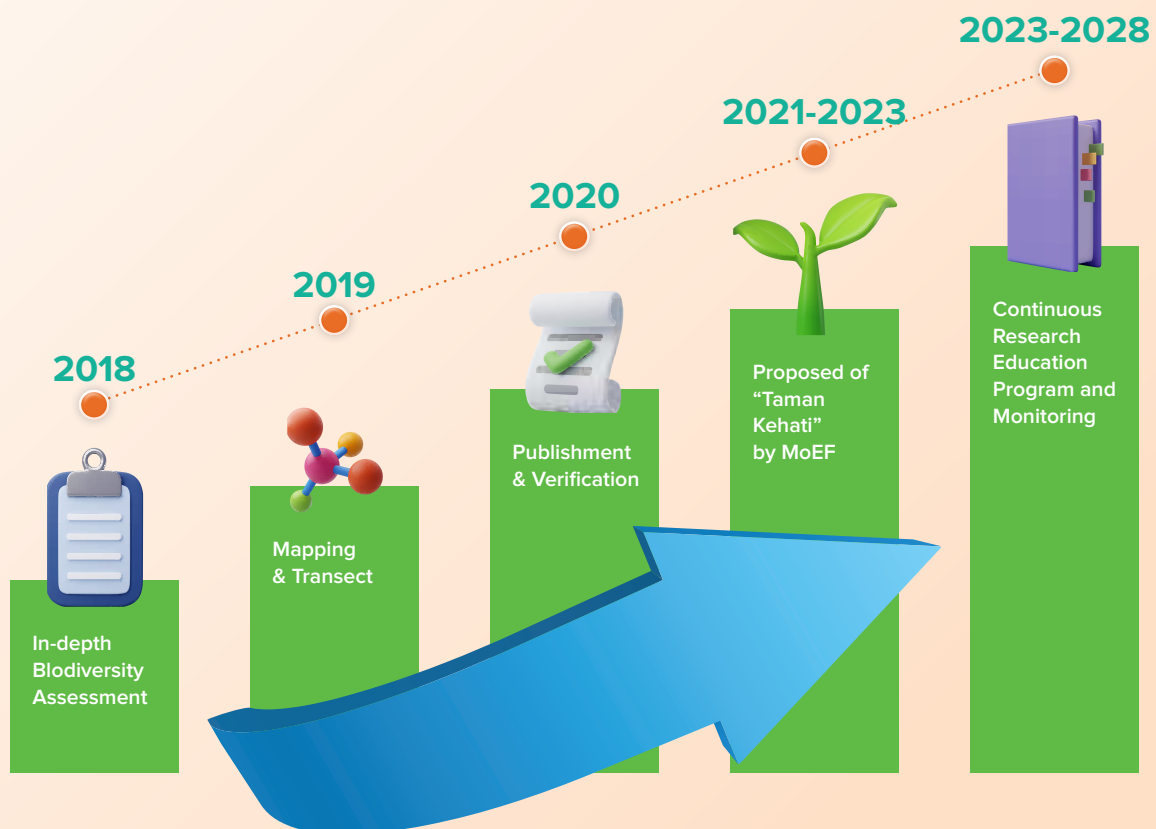 2018
In-depth
Blodiversity
Assessment
2019
Mapping
& Transect
2020
Publishment
& Verification
2021-2023
Proposed of
“Taman
Kehati”
by MoEF
2023-2028
Continuous
Research
Education
Program and
Monitoring